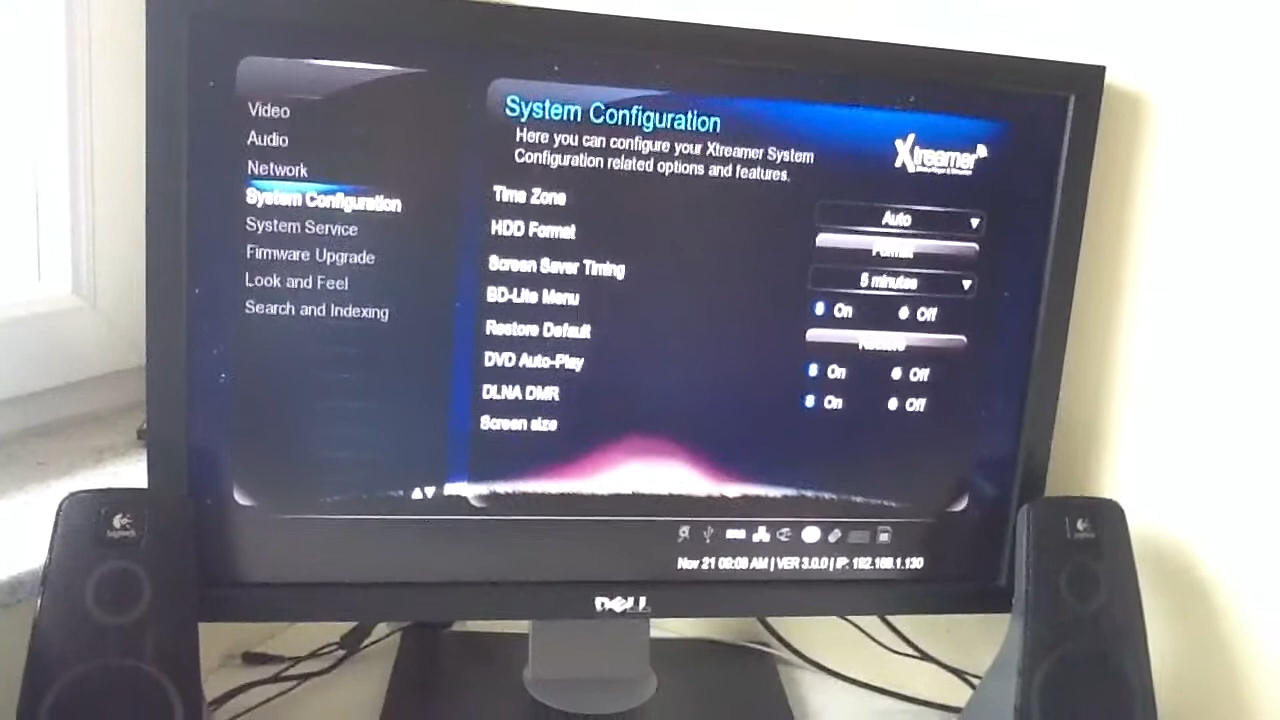 Video
Audio
Network
System Configuration
System Service
Firmware Upgrade
Look and Feel
Search and Indexing
System Configuration
Here you can configure your Xtreamer System
Configuration related options and features.
Xtreamer
Time Zone
Auto
HDD Format
Format
Screen Saver Timing
5 minutes
BD-Lite Menu
On Off
Restore Default
DVD Auto-Play
On Off
DLNA DMR
On Off
Screen size
Nov 21 09:09 AM | VER 3.0.0 | IP: 192.168.1.130
DELL
logitech